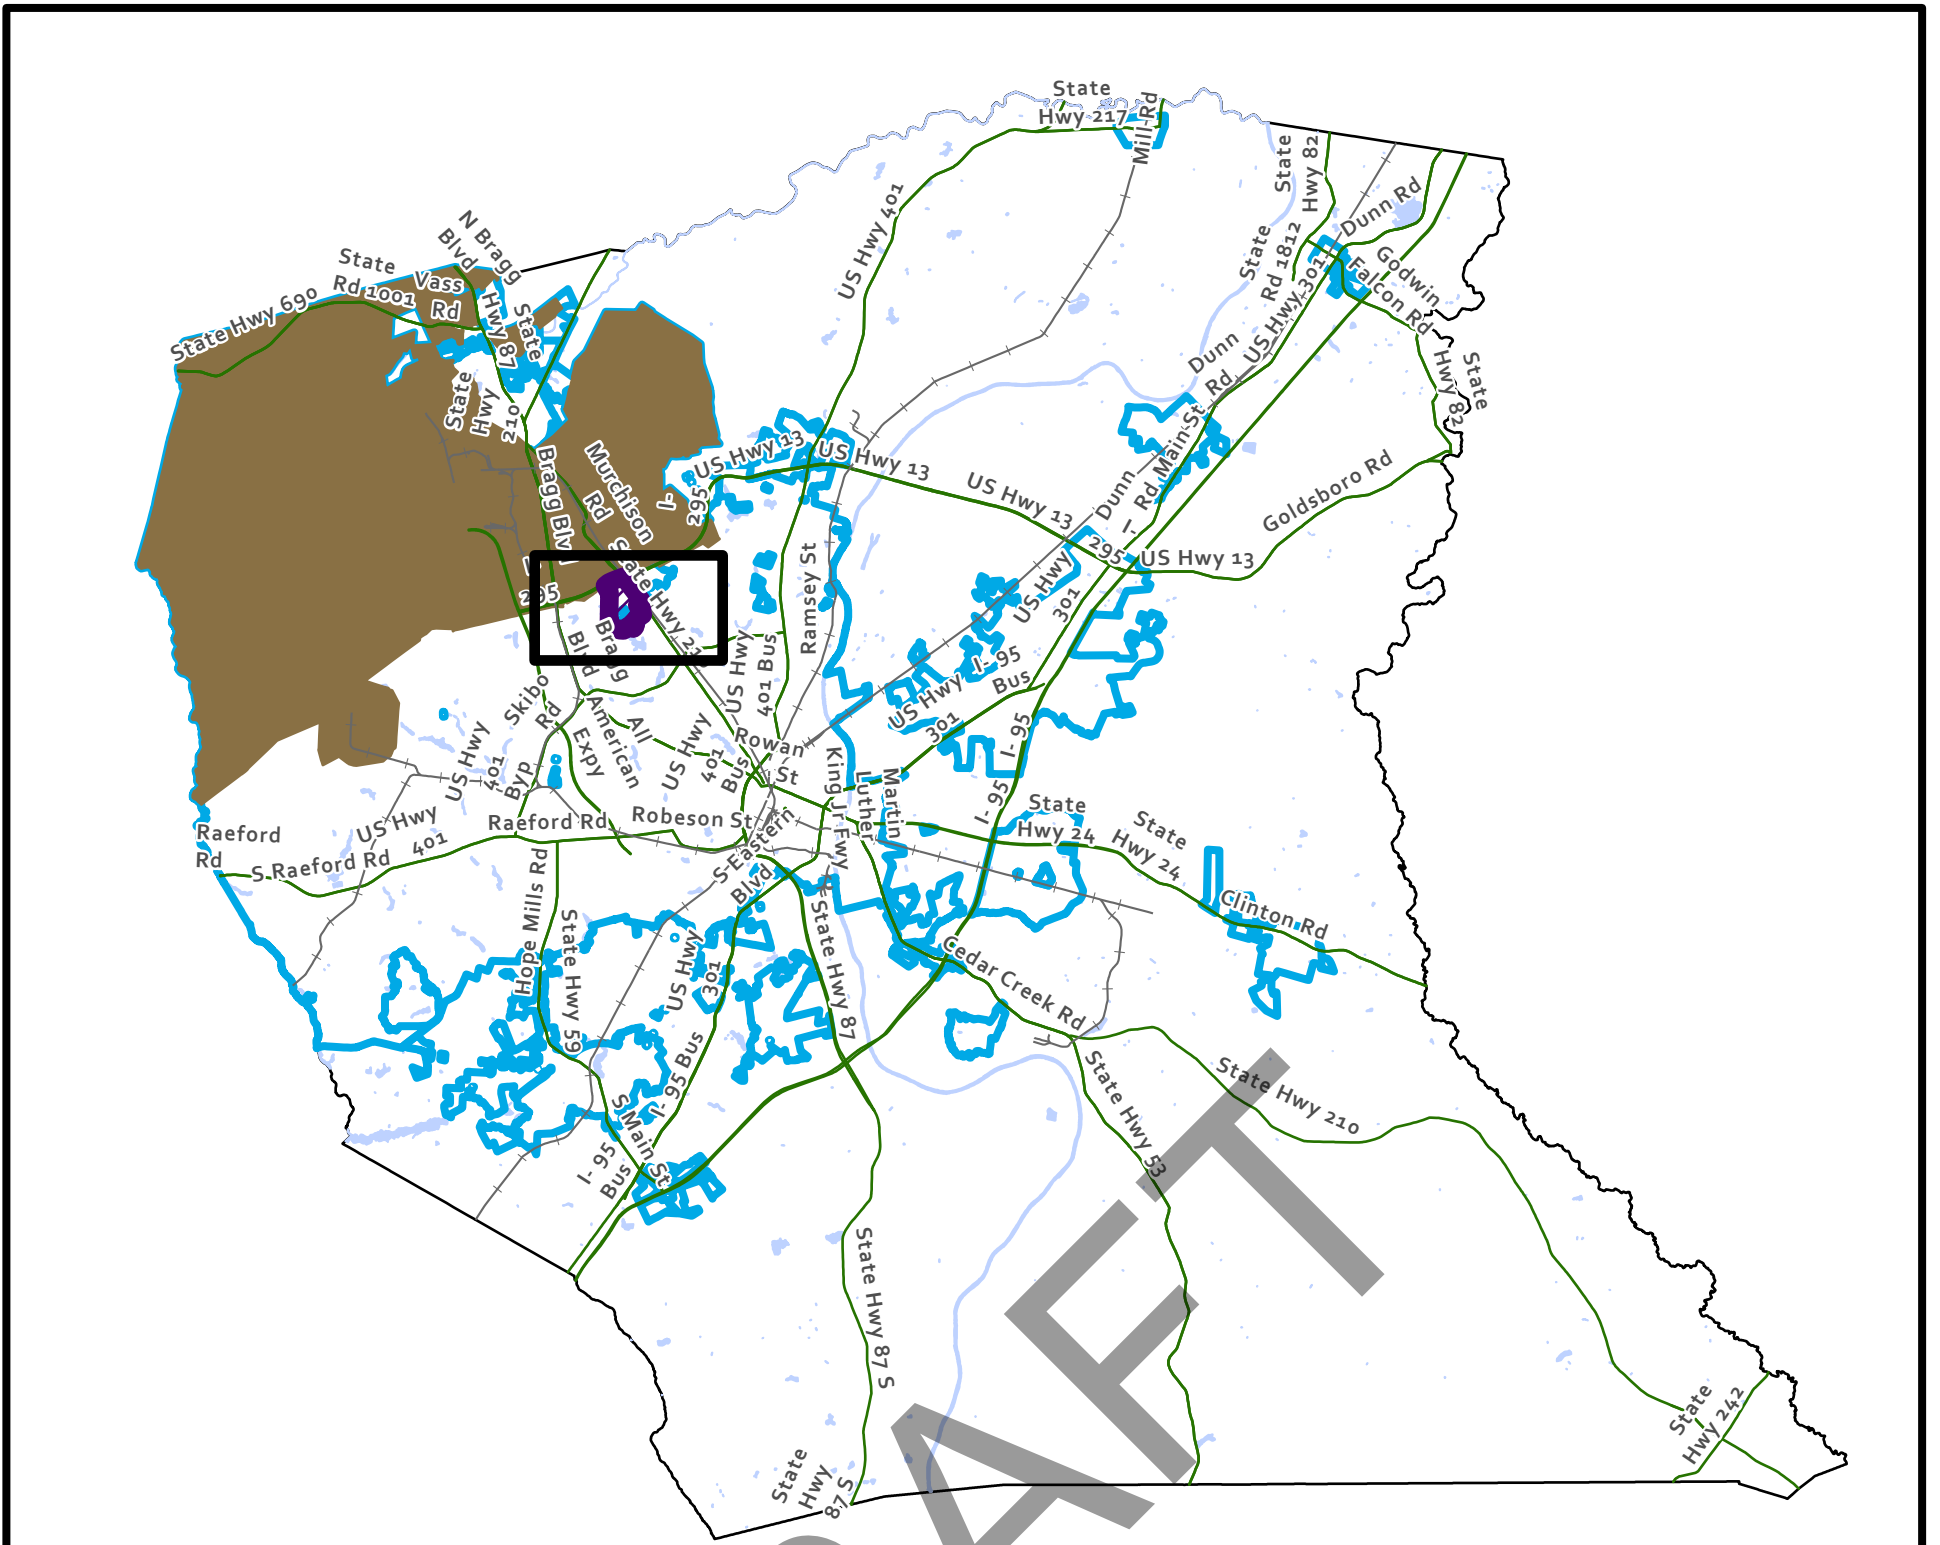 State
Hwy 217
Mill Rd
State
Hwy 82
Dunn Rd
US Hwy 401
N Bragg
Blvd
State
Rd 1001
Vass
Rd
State Hwy 690
Hwy 87
State
State
Hwy
210
State
Rd 1812
US Hwy 301
Godwin
Falcon Rd
Dunn
Rd
State
Hwy 82
Murchison
Rd
Bragg Blv
US Hwy 13
US Hwy 13
US Hwy 13
I-
295
Dunn
Rd
Main St
I-
295
US Hwy 13
Goldsboro Rd
295
State Hwy 21
Bragg
Blvd
Ramsey St
US Hwy
401 Bus
US Hwy
301
I- 95
Bus
US Hwy
301
Skibo
Rd
American
Expy
All
US Hwy
401
Bus
Rowan
St
US Hwy
401
Byp
I- 95
I- 95
King Jr Fwy
Luther
Martin
State
Hwy 24
State
Hwy 24
Raeford
Rd
US Hwy
401
S Raeford Rd
Raeford Rd
Robeson St
S Eastern
Blvd
Clinton Rd
Hope Mills Rd
State Hwy 59
US Hwy
301
State Hwy 87
Cedar Creek Rd
I- 95 Bus
State Hwy 53
State Hwy 210
S Main St
I- 95
Bus
State Hwy 87 S
State
Hwy
87 S
State
Hwy 242
AFT